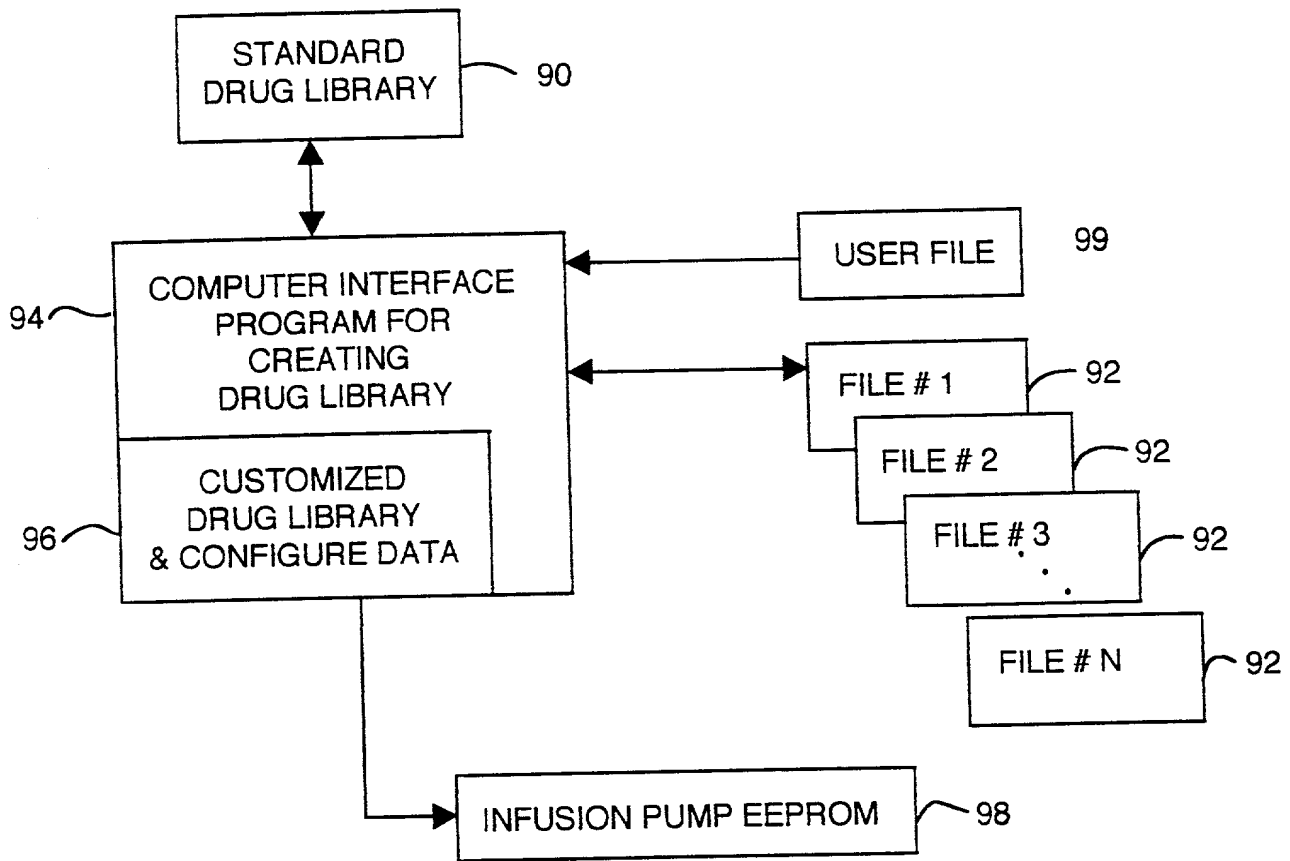 STANDARD
DRUG LIBRARY
90
COMPUTER INTERFACE
PROGRAM FOR
CREATING
DRUG LIBRARY
94
USER FILE
99
FILE # 1
92
FILE # 2
92
FILE # 3
92
FILE # N
92
CUSTOMIZED
DRUG LIBRARY
& CONFIGURE DATA
96
INFUSION PUMP EEPROM
98